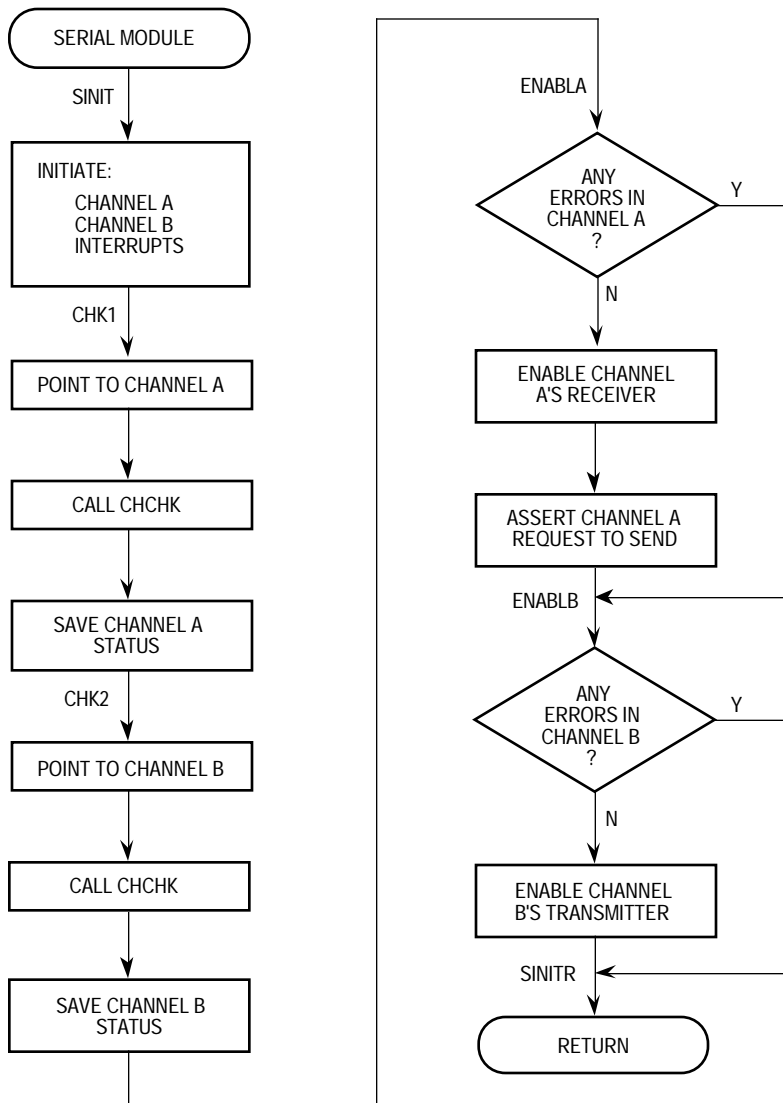 SERIAL MODULE
SINIT
INITIATE:
CHANNEL A
CHANNEL B
INTERRUPTS
CHK1
POINT TO CHANNEL A
CALL CHCHK
SAVE CHANNEL A
STATUS
CHK2
POINT TO CHANNEL B
CALL CHCHK
SAVE CHANNEL B
STATUS
ENABLA
ANY
ERRORS IN
CHANNEL A
?
Y
N
ENABLE CHANNEL
A'S RECEIVER
ASSERT CHANNEL A
REQUEST TO SEND
ENABLB
ANY
ERRORS IN
CHANNEL B
?
Y
N
ENABLE CHANNEL
B'S TRANSMITTER
SINITR
RETURN